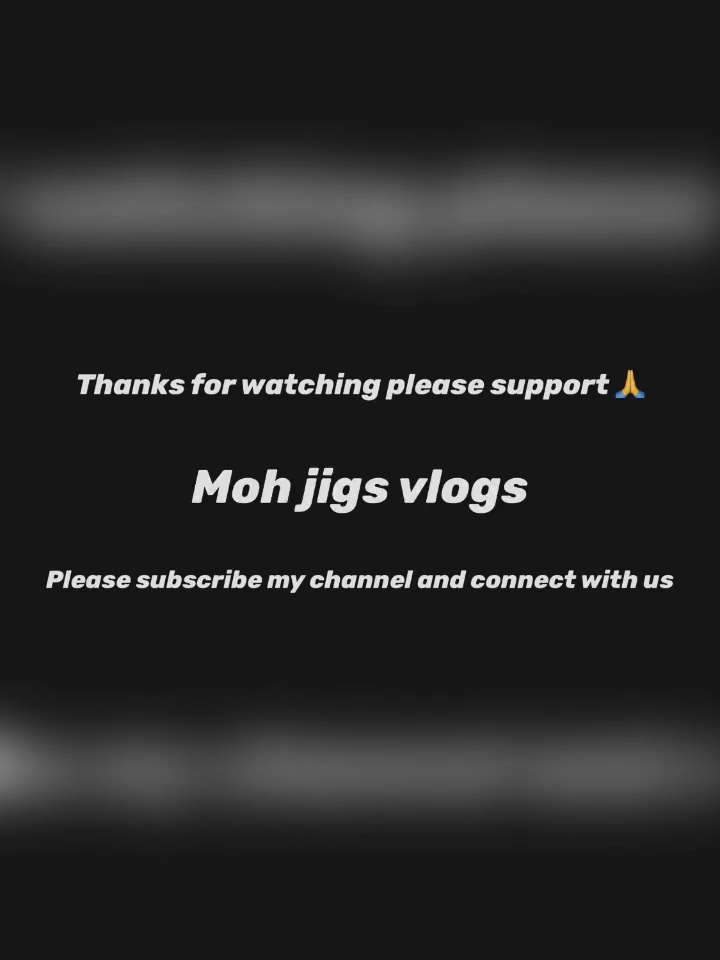 Thanks for watching please support 🙏
Moh jigs vlogs
Please subscribe my channel and connect with us